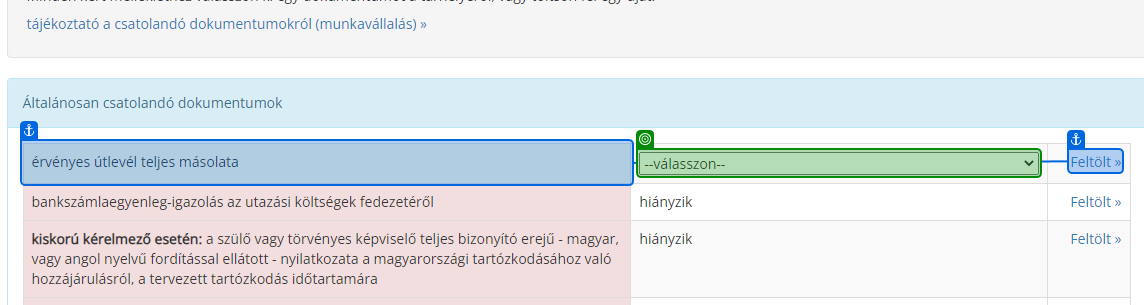 tájékoztató a csatolandó dokumentumokról (munkavállalás) »
Általánosan csatolandó dokumentumok
érvényes útlevél teljes másolata --válasszon-- Feltölt »
bankszámlaegyenleg-igazolás az utazási költségek fedezetéről hiányzik Feltölt »
kiskorú kérelmező esetén: a szülő vagy törvényes képviselő teljes bizonyító erejű - magyar, hiányzik Feltölt »
vagy angol nyelvű fordítással ellátott - nyilatkozata a magyarországi tartózkodásához való
hozzájárulásról, a tervezett tartózkodás időtartamára